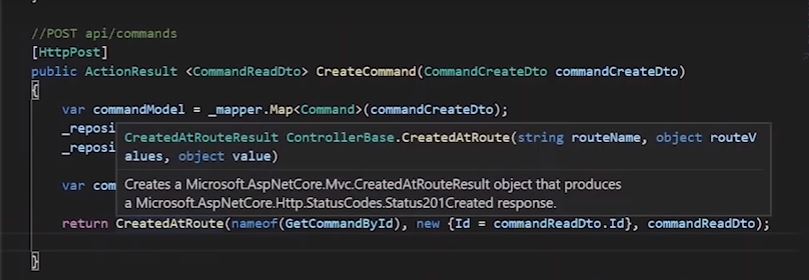 //POST api/commands
[HttpPost]
public ActionResult <CommandReadDto> CreateCommand(CommandCreateDto commandCreateDto)
{
var commandModel = _mapper.Map<Command>(commandCreateDto);
_reposi
CreatedAtRouteResult ControllerBase.CreatedAtRoute(string routeName, object routeV
_reposi
alues, object value)
var com
Creates a Microsoft.AspNetCore.Mvc.CreatedAtRouteResult object that produces
a Microsoft.AspNetCore.Http.StatusCodes.Status201Created response.
return CreatedAtRoute(nameof(GetCommandById), new {Id = commandReadDto.Id}, commandReadDto);
}